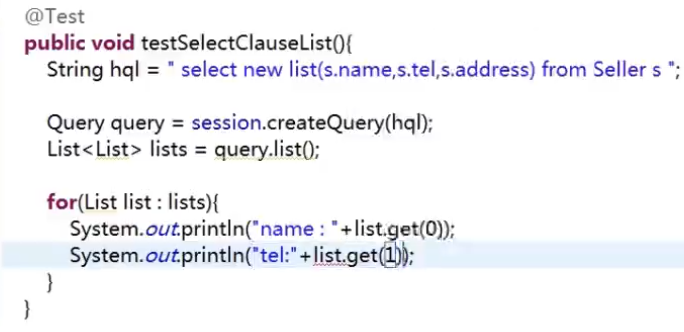 @Test
public void testSelectClauseList(){
String hql = " select new list(s.name,s.tel,s.address) from Seller s ";
Query query = session.createQuery(hql);
List<List> lists = query.list();
for(List list : lists){
System.out.println("name : "+list.get(0));
System.out.println("tel:"+list.get(1));
}
}